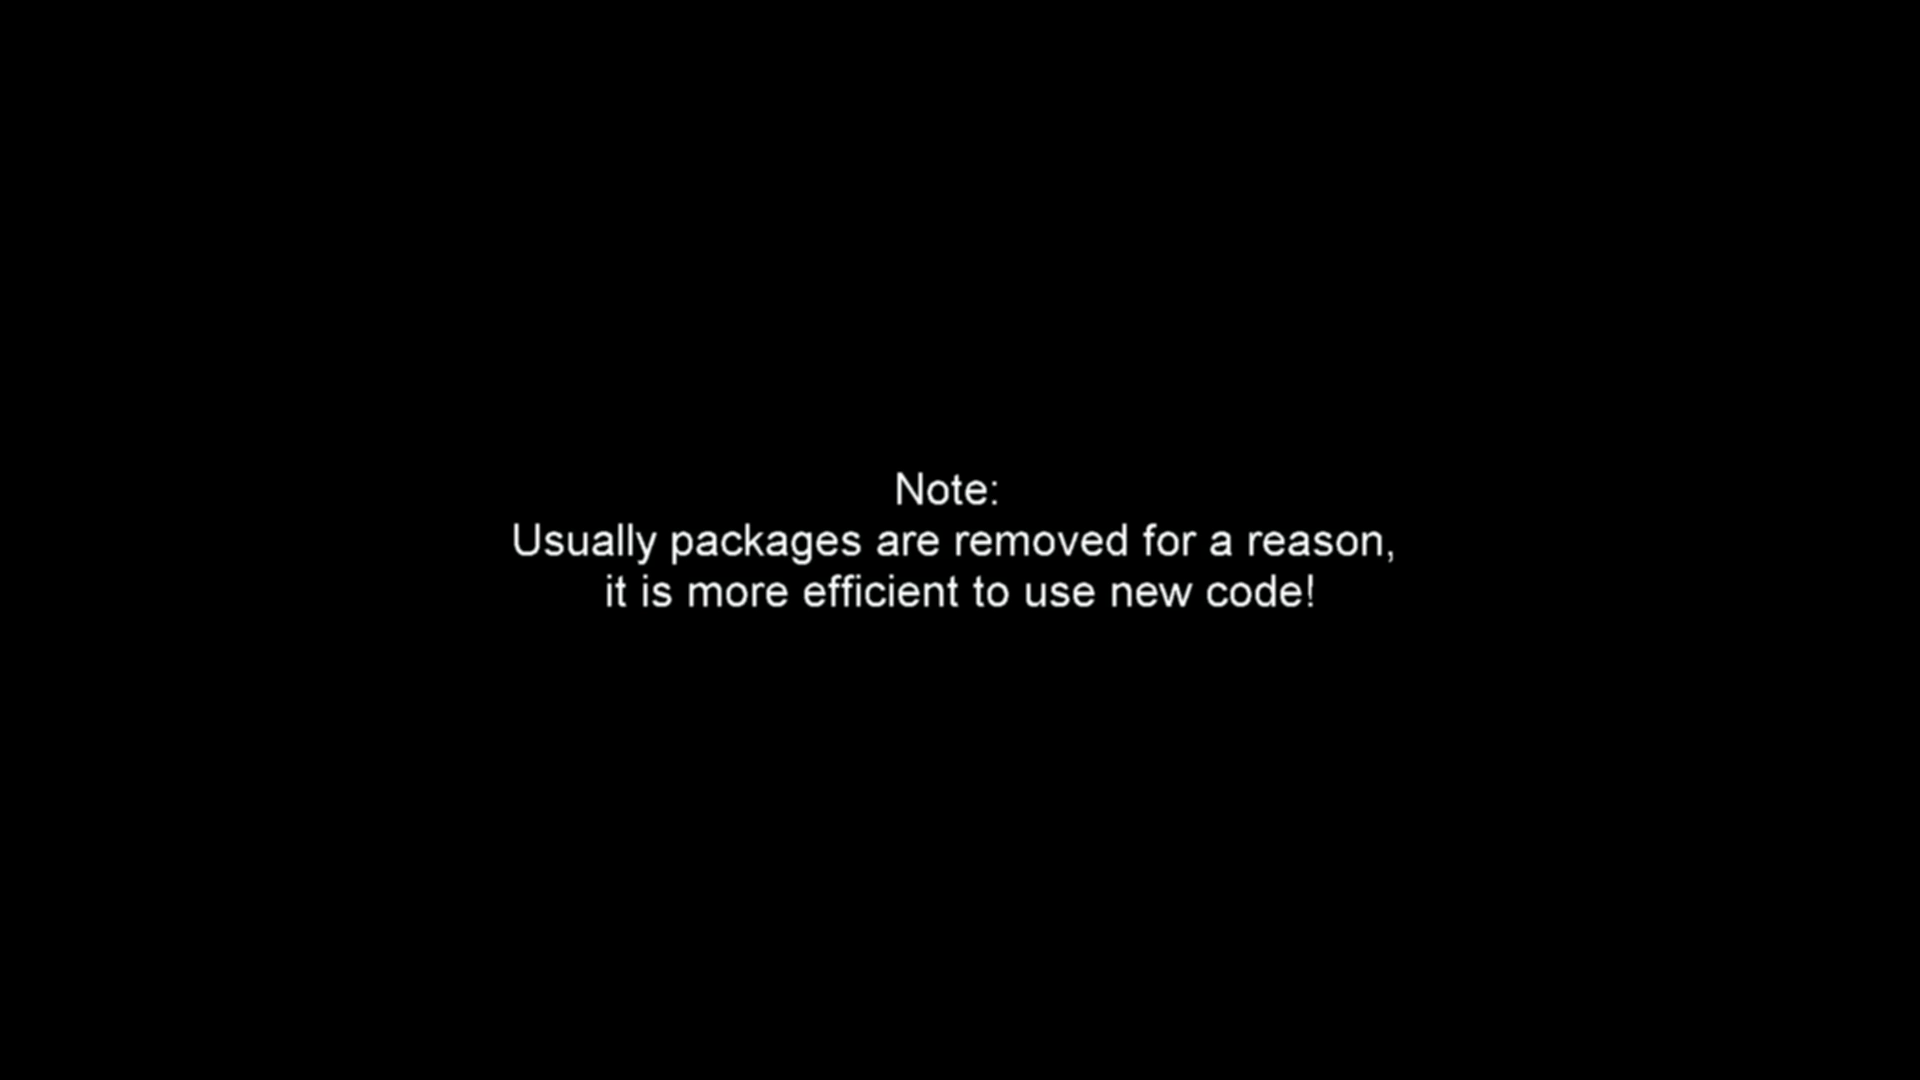 Note:
Usually packages are removed for a reason,
it is more efficient to use new code!